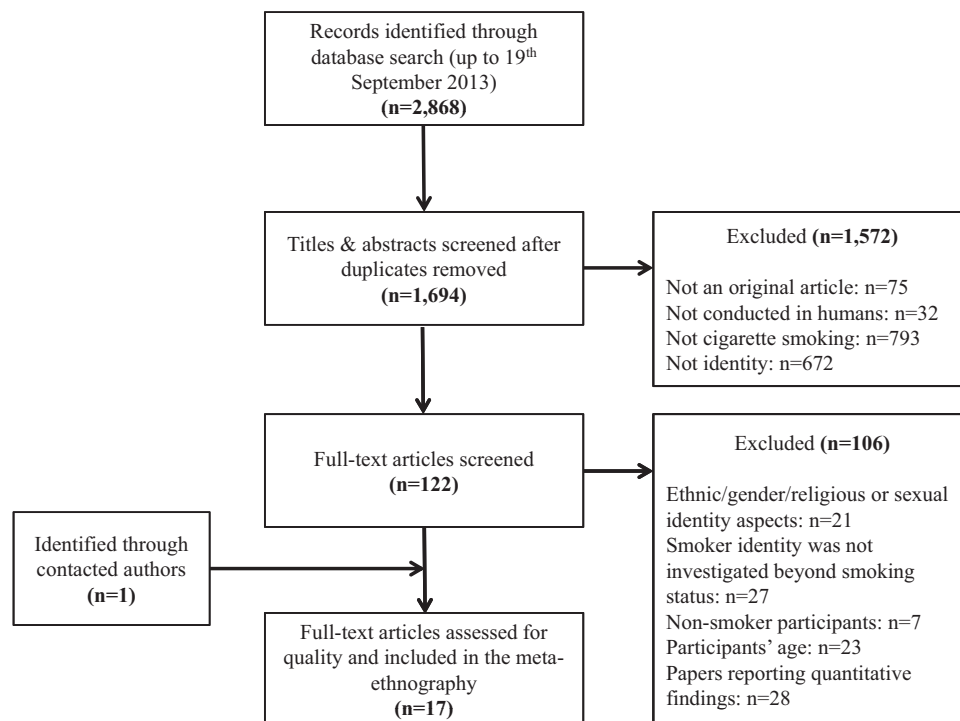 Records identified through
database search (up to 19th
September 2013)
(n=2,868)
Titles & abstracts screened after
duplicates removed
(n=1,694)
Excluded (n=1,572)
Not an original article: n=75
Not conducted in humans: n=32
Not cigarette smoking: n=793
Not identity: n=672
Full-text articles screened
(n=122)
Excluded (n=106)
Ethnic/gender/religious or sexual
identity aspects: n=21
Smoker identity was not
investigated beyond smoking
status: n=27
Non-smoker participants: n=7
Participants' age: n=23
Papers reporting quantitative
findings: n=28
Identified through
contacted authors
(n=1)
Full-text articles assessed for
quality and included in the meta-
ethnography
(n=17)